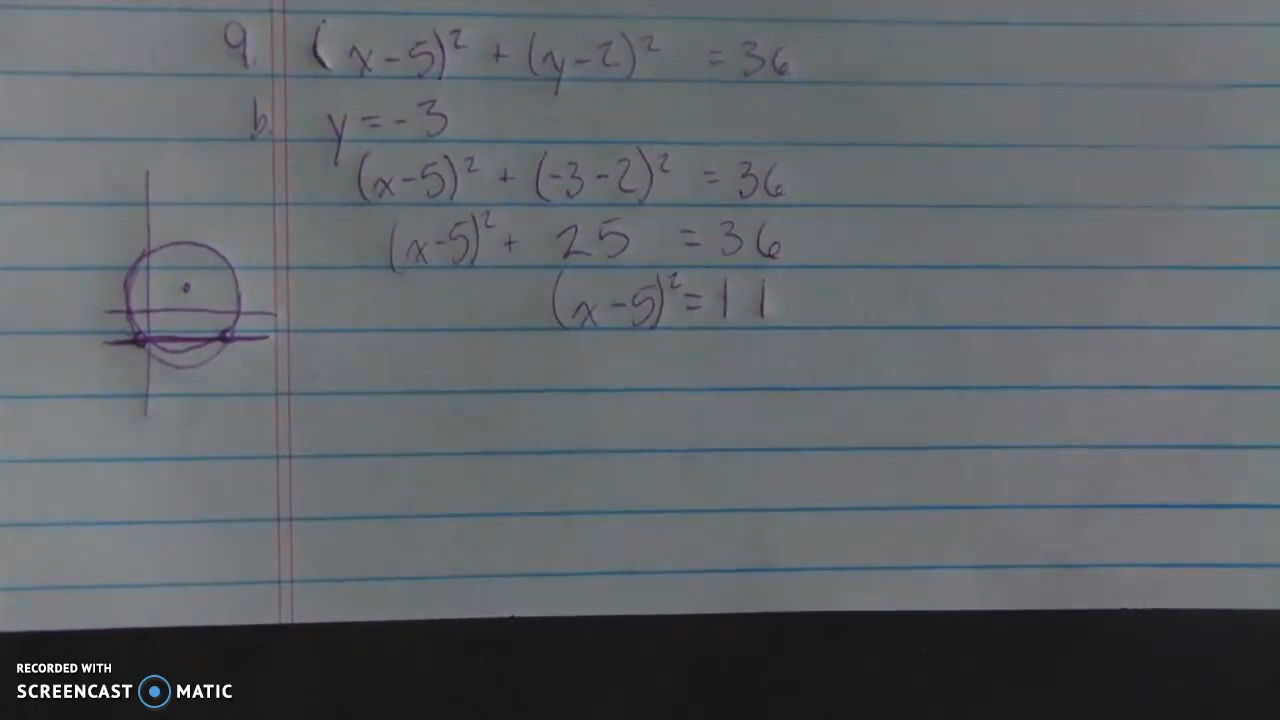 a. (x-5)² + (y-2)² = 36
b. y = -3
(x-5)² + (-3-2)² = 36
(x-5)² + 25 = 36
(x-5)² = 11
RECORDED WITH
SCREENCAST MATIC